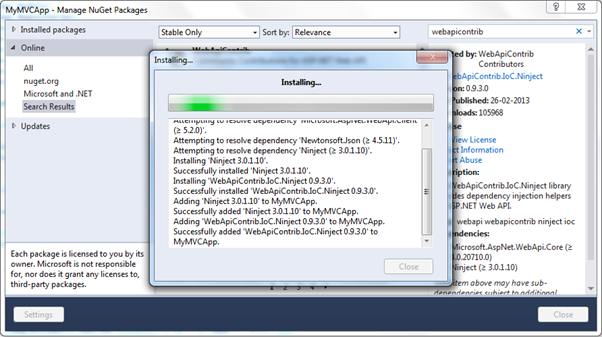 MyMVCApp - Manage NuGet Packages
Installed packages
Online
All
nuget.org
Microsoft and .NET
Search Results
Updates
Each package is licensed to you by its
owner. Microsoft is not responsible
for, nor does it grant any licenses to,
third-party packages.
Stable Only
Sort by: Relevance
webapicontrib
Installing...
Installing...
Attempting to resolve dependency 'Microsoft.AspNet.WebApi.Client
(≥ 5.2.0)'.
Attempting to resolve dependency 'Newtonsoft.Json (≥ 4.5.11)'.
Attempting to resolve dependency 'Ninject (≥ 3.0.1.10)'.
Installing 'Ninject 3.0.1.10'.
Successfully installed 'Ninject 3.0.1.10'.
Installing 'WebApiContrib.IoC.Ninject 0.9.3.0'.
Successfully installed 'WebApiContrib.IoC.Ninject 0.9.3.0'.
Adding 'Ninject 3.0.1.10' to MyMVCApp.
Successfully added 'Ninject 3.0.1.10' to MyMVCApp.
Adding 'WebApiContrib.IoC.Ninject 0.9.3.0' to MyMVCApp.
Successfully added 'WebApiContrib.IoC.Ninject 0.9.3.0' to
MyMVCApp.
Close
by: WebApiContrib
Contributors
WebApiContrib.IoC.Ninject
0.9.3.0
Published: 26-02-2013
nloads: 105968
View License
ct Information
rt Abuse
ription:
WebApiContrib.IoC.Ninject library
ides dependency injection helpers
SP.NET Web API.
webapi webapicontrib ninject ioc
ndencies:
Microsoft.AspNet.WebApi.Core (≥
.0.20710.0)
Ninject (≥ 3.0.1.10)
item above may have sub-
dependencies subject to additional
Settings
Close